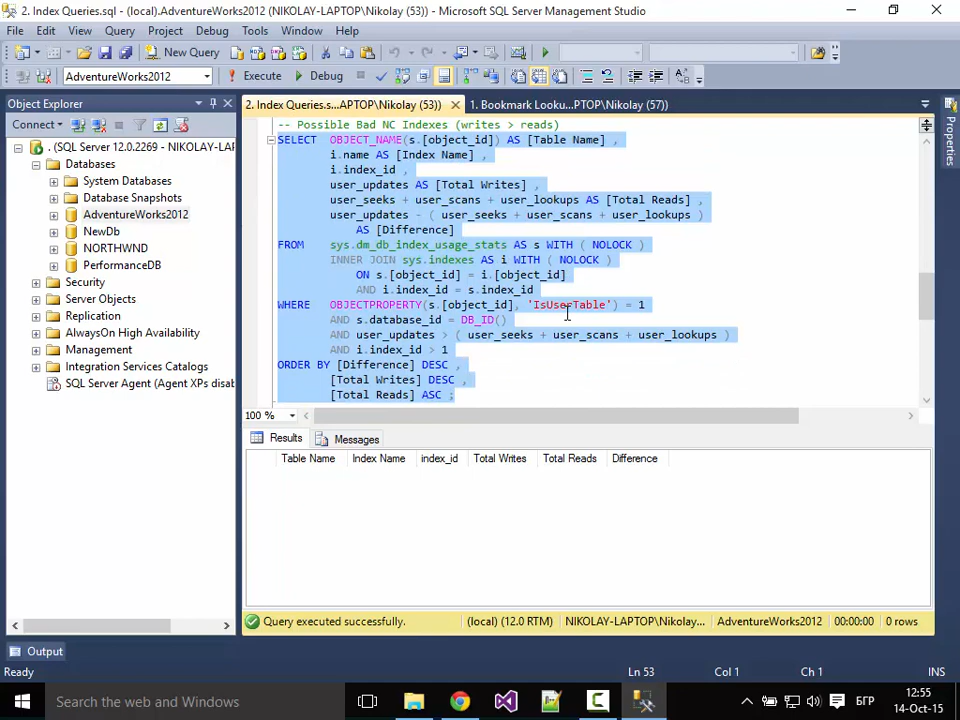 2. Index Queries.sql - (local).AdventureWorks2012 (NIKOLAY-LAPTOP\Nikolay (53)) - Microsoft SQL Server Management Studio
File Edit View Query Project Debug Tools Window Help
New Query
AdventureWorks2012 Execute Debug
Object Explorer
2. Index Queries.s...APTOP\Nikolay (53)) 1. Bookmark Looku...PTOP\Nikolay (57))
Connect
. (SQL Server 12.0.2269 - NIKOLAY-LAP
Databases
System Databases
Database Snapshots
AdventureWorks2012
NewDb
NORTHWND
PerformanceDB
Security
Server Objects
Replication
AlwaysOn High Availability
Management
Integration Services Catalogs
SQL Server Agent (Agent XPs disab
-- Possible Bad NC Indexes (writes > reads)
SELECT OBJECT_NAME(s.[object_id]) AS [Table Name] ,
i.name AS [Index Name] ,
i.index_id ,
user_updates AS [Total Writes] ,
user_seeks + user_scans + user_lookups AS [Total Reads] ,
user_updates - ( user_seeks + user_scans + user_lookups )
AS [Difference]
FROM sys.dm_db_index_usage_stats AS s WITH ( NOLOCK )
INNER JOIN sys.indexes AS i WITH ( NOLOCK )
ON s.[object_id] = i.[object_id]
AND i.index_id = s.index_id
WHERE OBJECTPROPERTY(s.[object_id], 'IsUserTable') = 1
AND s.database_id = DB_ID()
AND user_updates > ( user_seeks + user_scans + user_lookups )
AND i.index_id > 1
ORDER BY [Difference] DESC ,
[Total Writes] DESC ,
[Total Reads] ASC ;
100 %
Results Messages
Table Name Index Name index_id Total Writes Total Reads Difference
Query executed successfully. (local) (12.0 RTM) NIKOLAY-LAPTOP\Nikolay... AdventureWorks2012 00:00:00 0 rows
Properties
Output
Ready Ln 53 Col 1 Ch 1 INS
Search the web and Windows
БГР
12:55
14-Oct-15